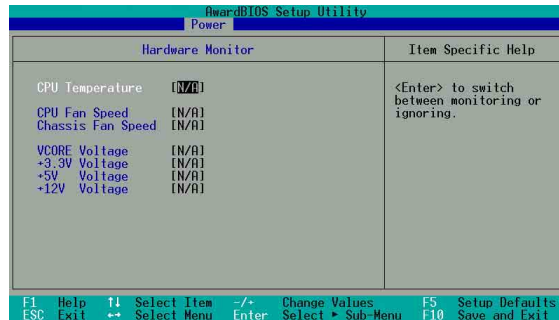 AwardBIOS Setup Utility
Power
Hardware Monitor
Item Specific Help
CPU Temperature [N/A]
CPU Fan Speed [N/A]
Chassis Fan Speed [N/A]
VCORE Voltage [N/A]
+3.3V Voltage [N/A]
+5V Voltage [N/A]
+12V Voltage [N/A]
<Enter> to switch
between monitoring or
ignoring.
F1 Help ↑↓ Select Item -/+ Change Values F5 Setup Defaults
ESC Exit ←→ Select Menu Enter Select ► Sub-Menu F10 Save and Exit